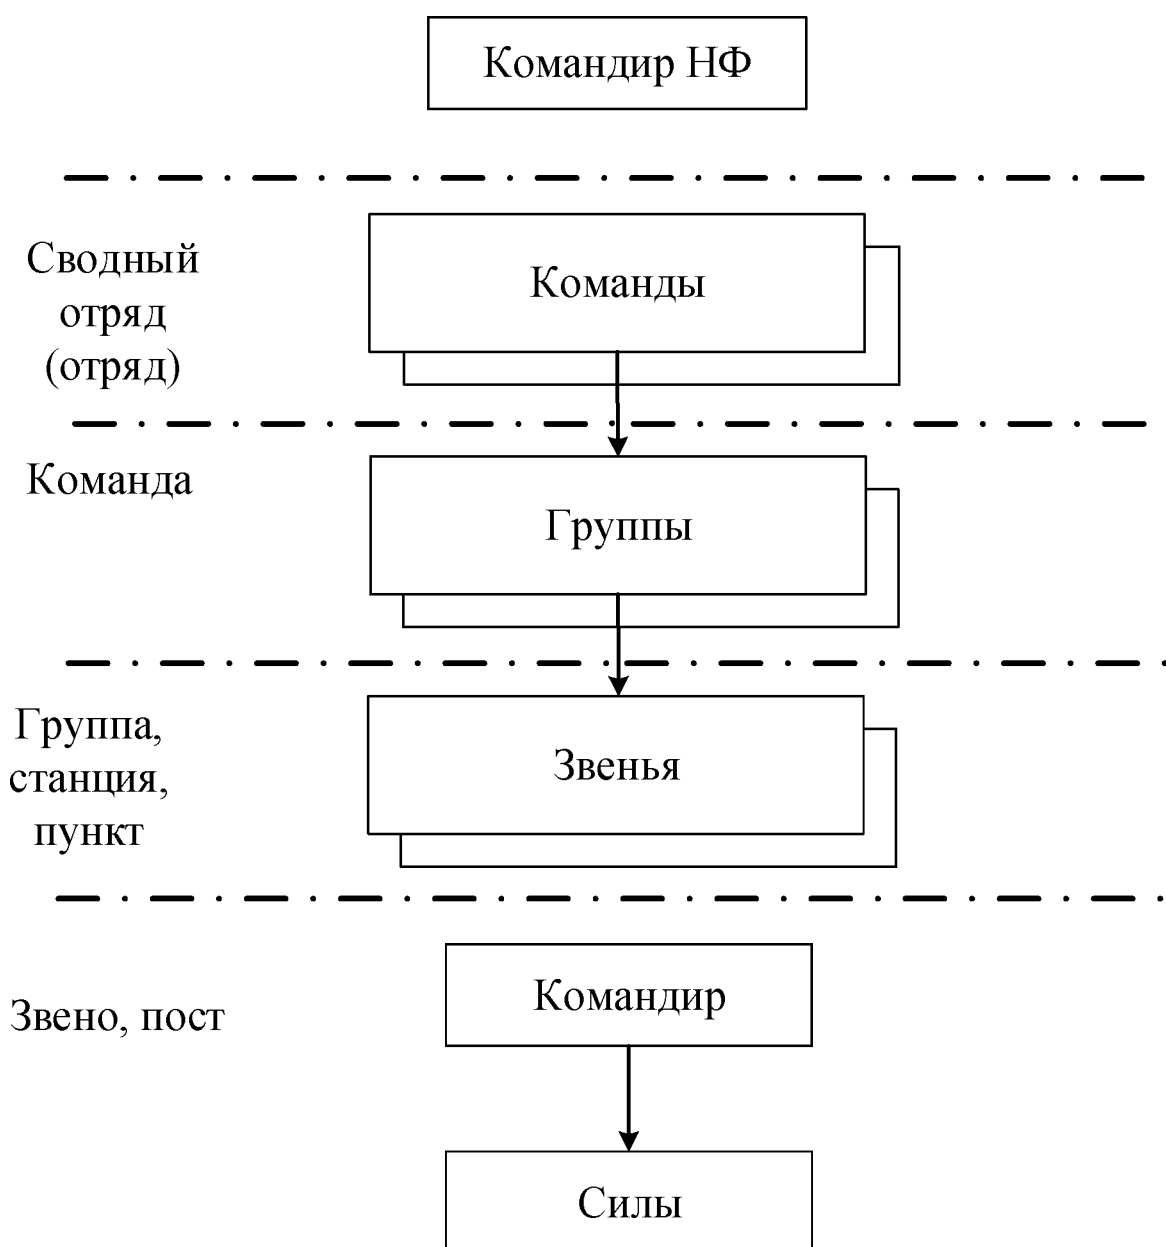 Командир НФ
Сводный
отряд
(отряд)
Команды
Команда
Группы
Группа,
станция,
пункт
Звенья
Звено, пост
Командир
Силы